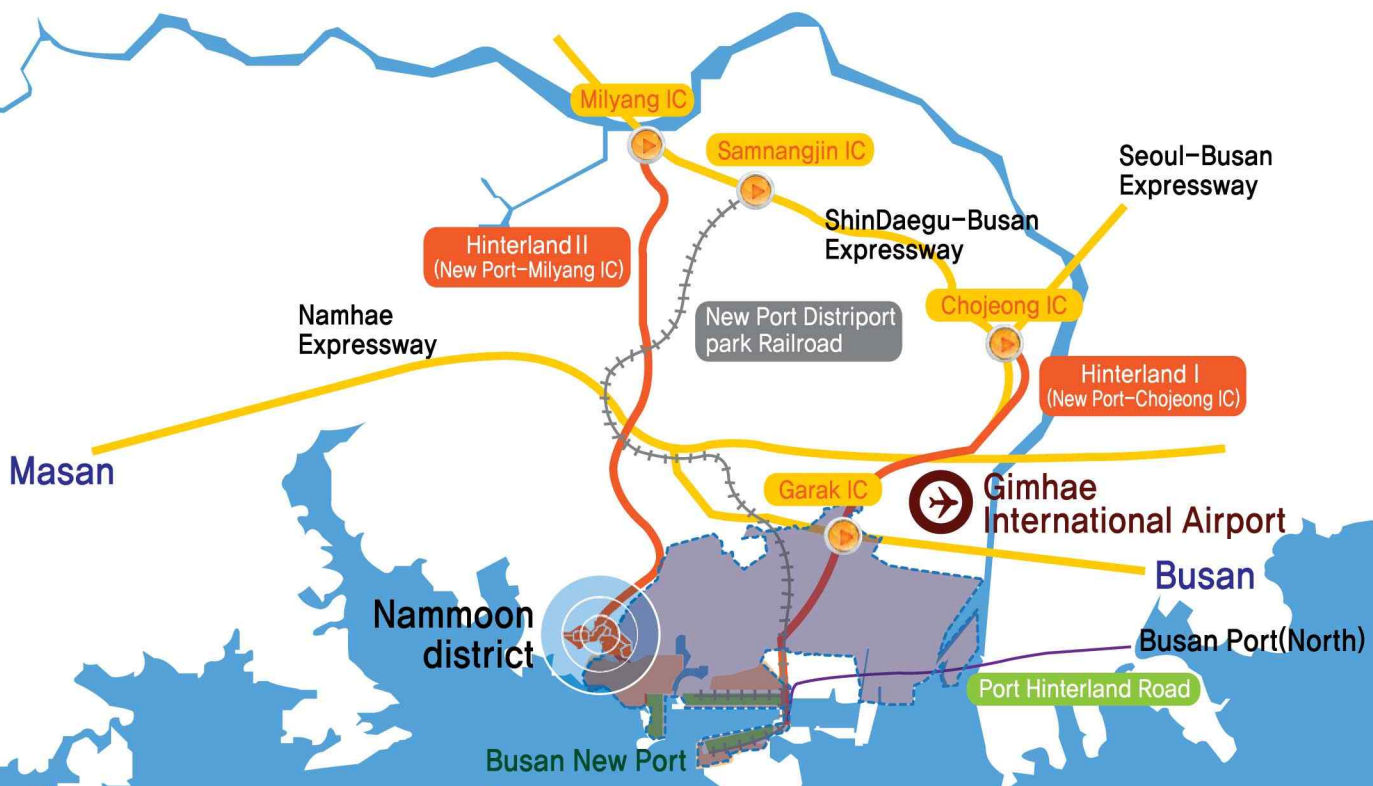 Milyang IC
Samnangjin IC
Seoul-Busan
Expressway
ShinDaegu-Busan
Expressway
Hinterland II
(New Port-Milyang IC)
Chojeong IC
Namhae
Expressway
New Port Distriport
park Railroad
Hinterland I
(New Port-Chojeong IC)
Masan
Garak IC
Gimhae
International Airport
Busan
Nammoon
district
Busan Port(North)
Port Hinterland Road
Busan New Port